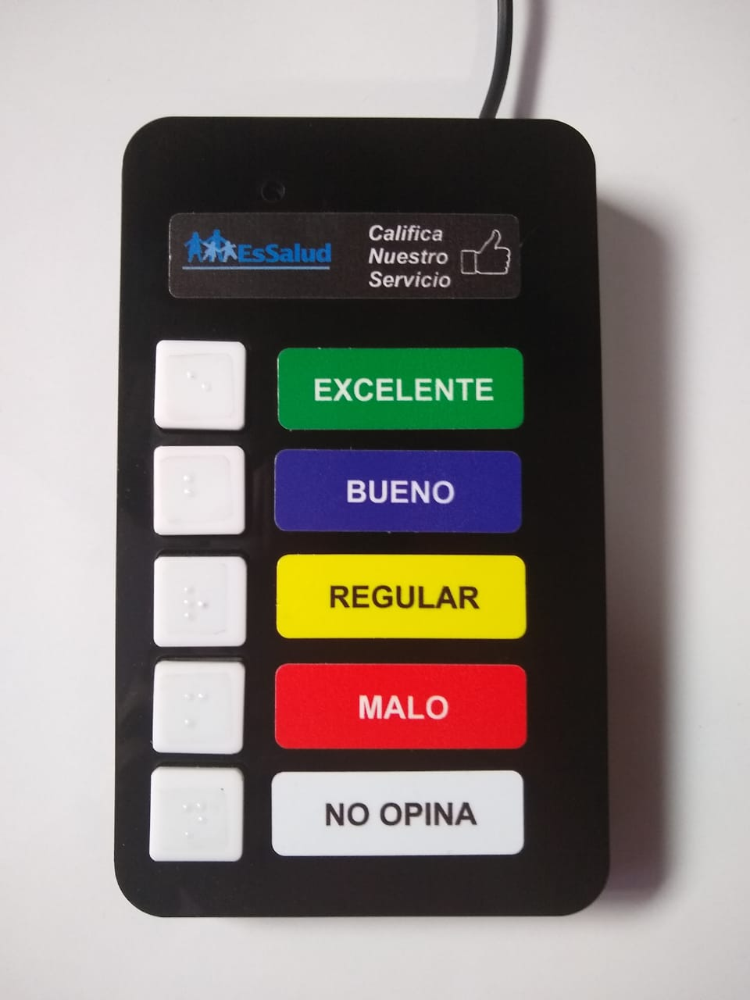 EsSalud
Califica
Nuestro
Servicio
EXCELENTE
BUENO
REGULAR
MALO
NO OPINA